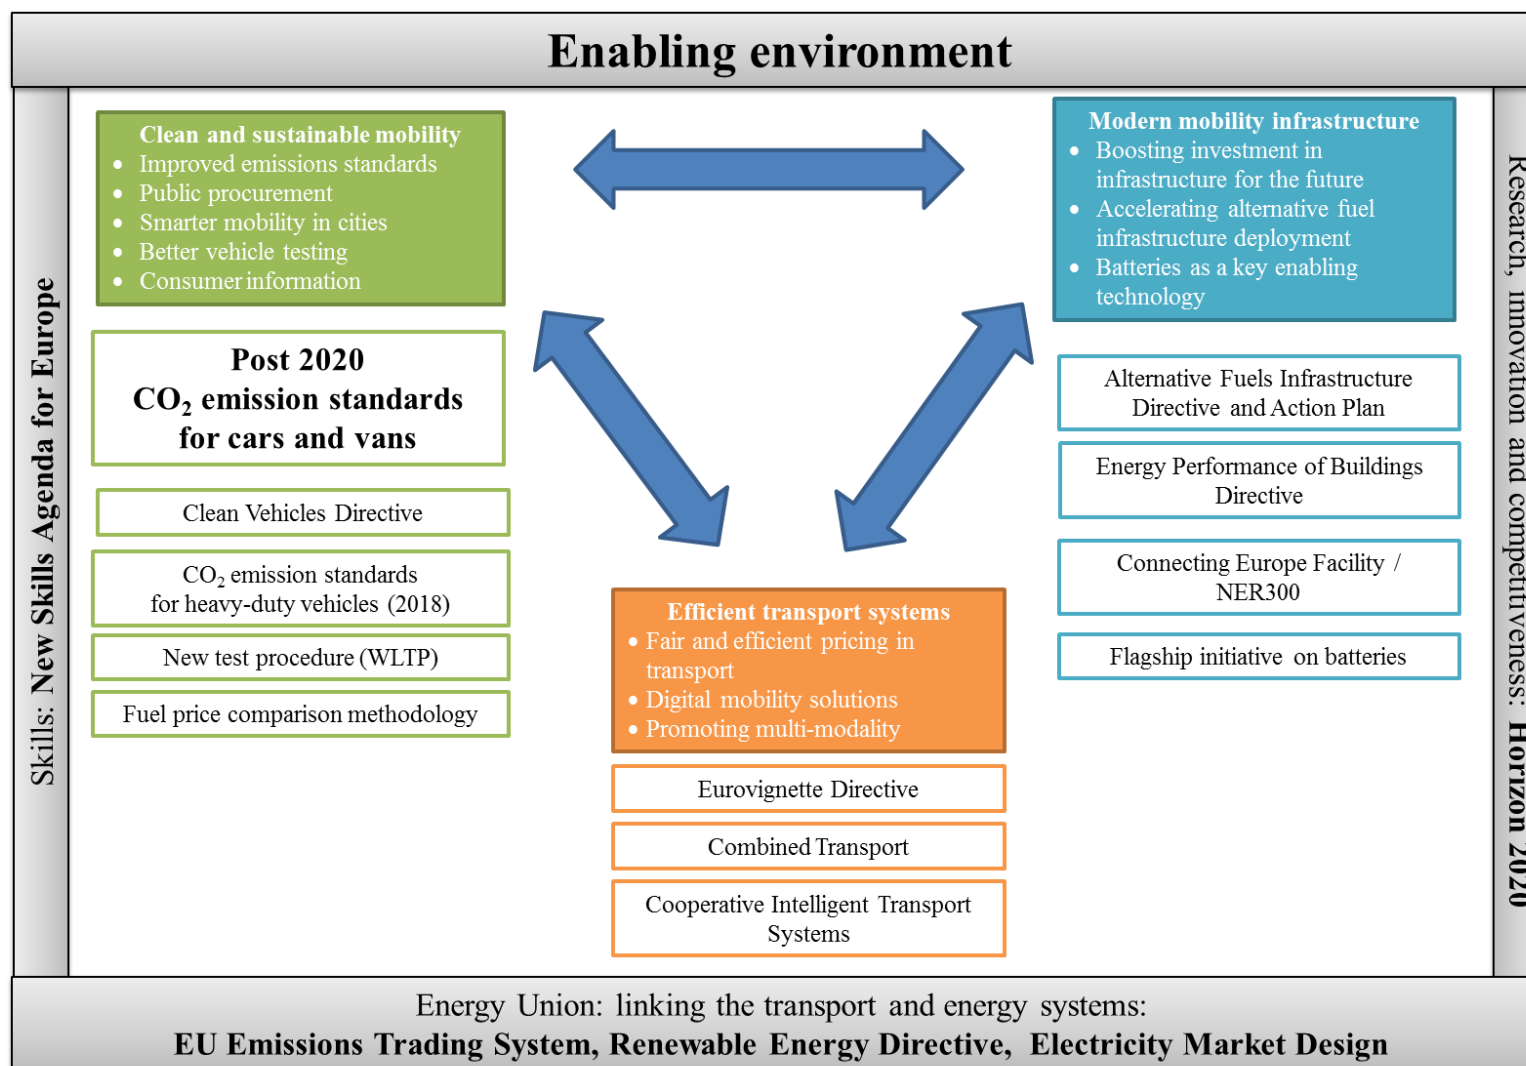 Enabling environment
Skills: New Skills Agenda for Europe
Clean and sustainable mobility
• Improved emissions standards
• Public procurement
• Smarter mobility in cities
• Better vehicle testing
• Consumer information
Post 2020
CO₂ emission standards
for cars and vans
Clean Vehicles Directive
CO₂ emission standards
for heavy-duty vehicles (2018)
New test procedure (WLTP)
Fuel price comparison methodology
Efficient transport systems
• Fair and efficient pricing in
transport
• Digital mobility solutions
• Promoting multi-modality
Eurovignette Directive
Combined Transport
Cooperative Intelligent Transport
Systems
Modern mobility infrastructure
• Boosting investment in
infrastructure for the future
• Accelerating alternative fuel
infrastructure deployment
• Batteries as a key enabling
technology
Alternative Fuels Infrastructure
Directive and Action Plan
Energy Performance of Buildings
Directive
Connecting Europe Facility /
NER300
Flagship initiative on batteries
Research, innovation and competitiveness: Horizon 2020
Energy Union: linking the transport and energy systems:
EU Emissions Trading System, Renewable Energy Directive, Electricity Market Design